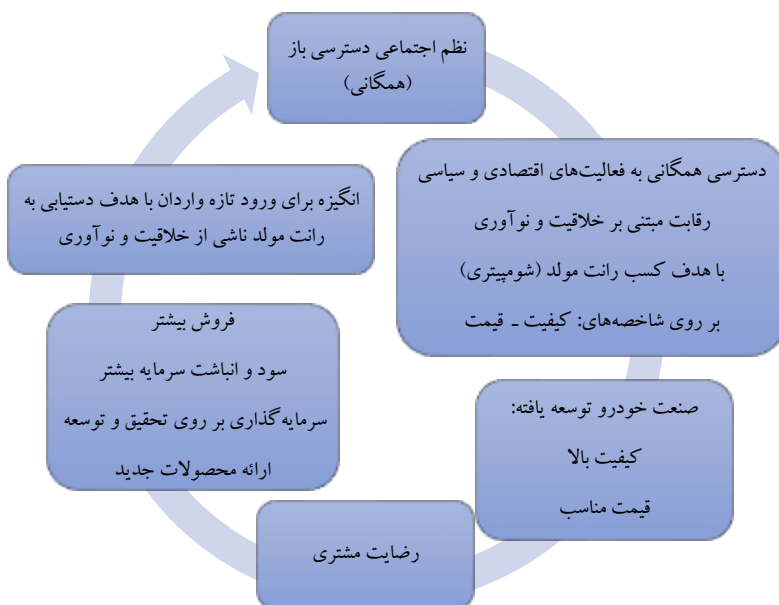 نظم اجتماعی دسترسی باز
(همگانی)
دسترسی همگانی به فعالیت‌های اقتصادی و سیاسی
رقابت مبتنی بر خلاقیت و نوآوری
با هدف کسب رانت مولد (شومپیتری)
بر روی شاخصه‌های: کیفیت ـ قیمت
صنعت خودرو توسعه یافته:
کیفیت بالا
قیمت مناسب
رضایت مشتری
فروش بیشتر
سود و انباشت سرمایه بیشتر
سرمایه‌گذاری بر روی تحقیق و توسعه
ارائه محصولات جدید
انگیزه برای ورود تازه واردان با هدف دستیابی به
رانت مولد ناشی از خلاقیت و نوآوری